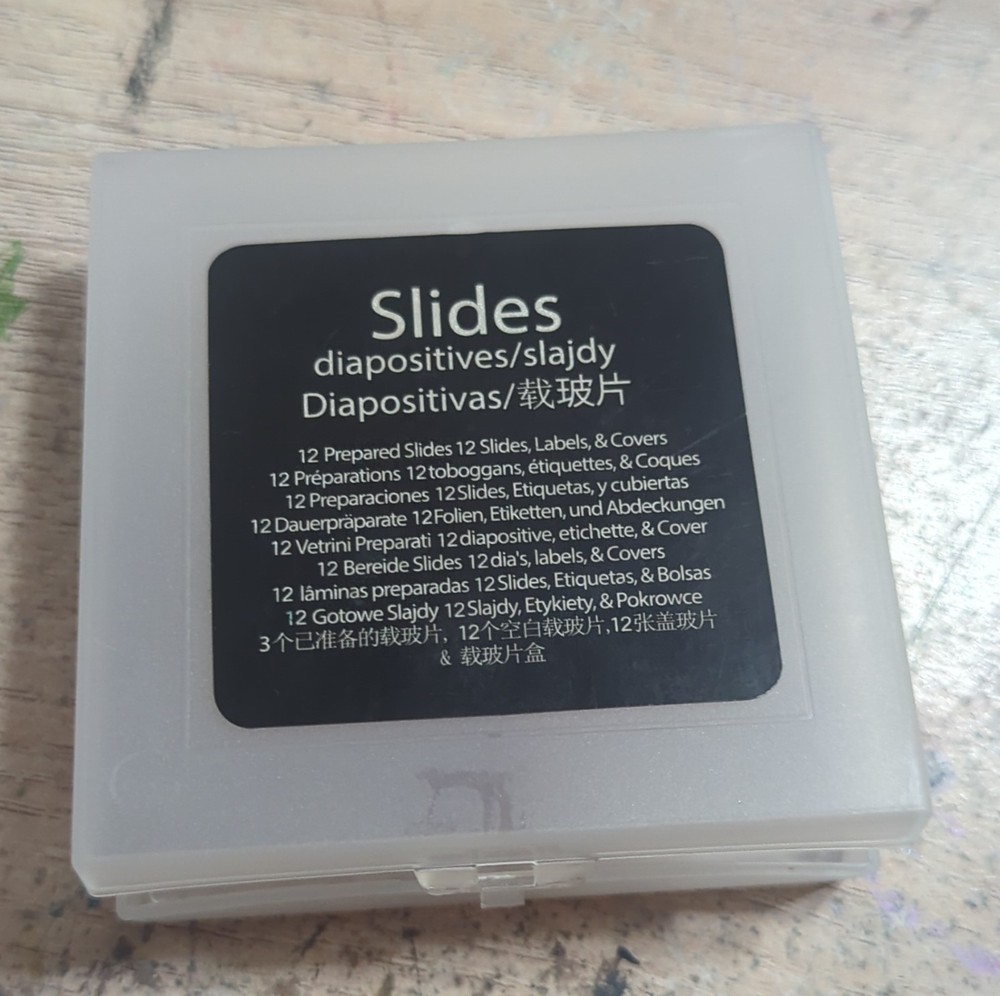 Slides
diapositives/slajdy
Diapositivas/载玻片
12 Prepared Slides 12 Slides, Labels, & Covers
12 Préparations 12 toboggans, étiquettes, & Coques
12 Preparaciones 12 Slides, Etiquetas, y cubiertas
12 Dauerpräparate 12 Folien, Etiketten, und Abdeckungen
12 Vetrini Preparati 12 diapositive, etichette, & Cover
12 Bereide Slides 12 dia's, labels, & Covers
12 lâminas preparadas 12 Slides, Etiquetas, & Bolsas
12 Gotowe Slajdy 12 Slajdy, Etykiety, & Pokrowce
3个已准备的载玻片, 12个空白载玻片,12张盖玻片
& 载玻片盒